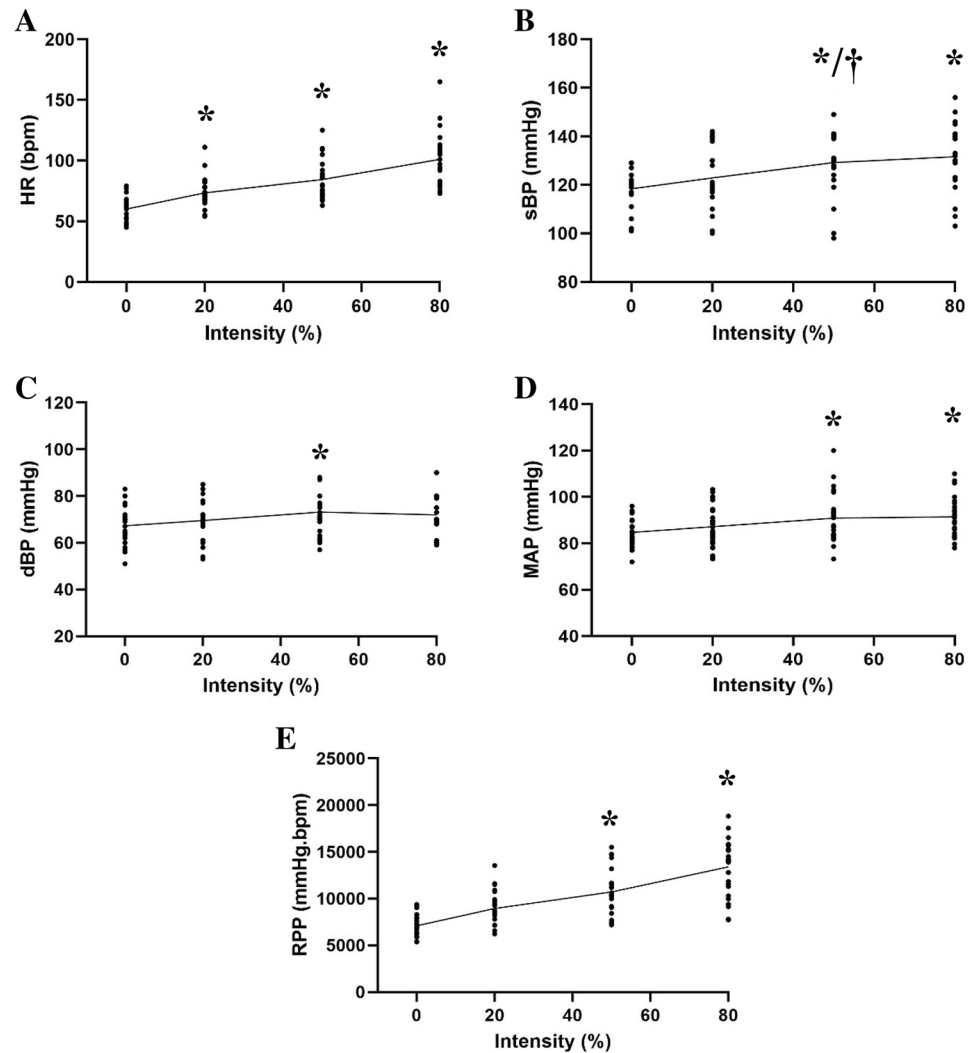 A
HR (bpm)
200
150
100
50
0
*
*
*
0 20 40 60 80
Intensity (%)
B
sBP (mmHg)
180
160
140
120
100
80
*/†
*
0 20 40 60 80
Intensity (%)
C
dBP (mmHg)
120
100
80
60
40
20
*
0 20 40 60 80
Intensity (%)
D
MAP (mmHg)
140
120
100
80
60
40
*
*
0 20 40 60 80
Intensity (%)
E
RPP (mmHg.bpm)
25000
20000
15000
10000
5000
0
*
*
0 20 40 60 80
Intensity (%)